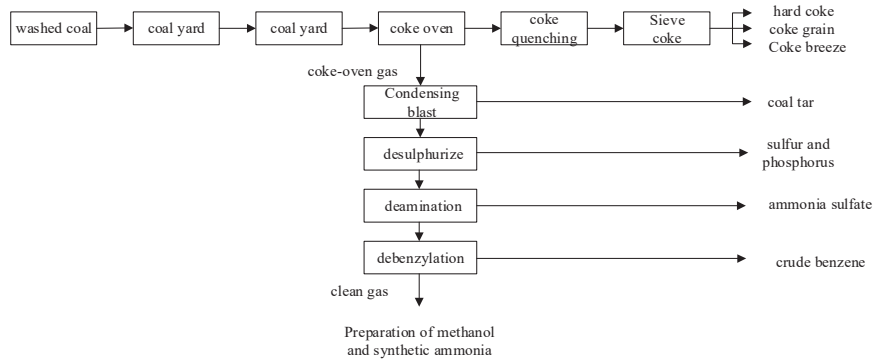 washed coal
coal yard
coal yard
coke oven
coke
quenching
Sieve
coke
hard coke
coke grain
Coke breeze
coke-oven gas
Condensing
blast
coal tar
desulphurize
sulfur and
phosphorus
deamination
ammonia sulfate
debenzylation
crude benzene
clean gas
Preparation of methanol
and synthetic ammonia